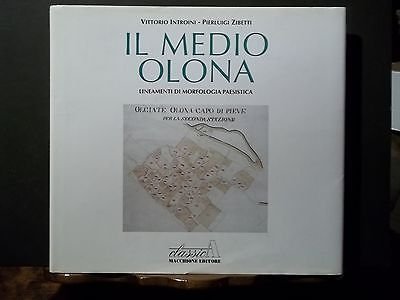 VITTORIO INTROINI - PIERLUIGI ZIBETTI
IL MEDIO
OLONA
LINEAMENTI DI MORFOLOGIA PAESISTICA
OLGIATE OLONA CAPO DI PIEVE
PER LA SECONDA STAZIONE
classicA
MACCHIONE EDITORE